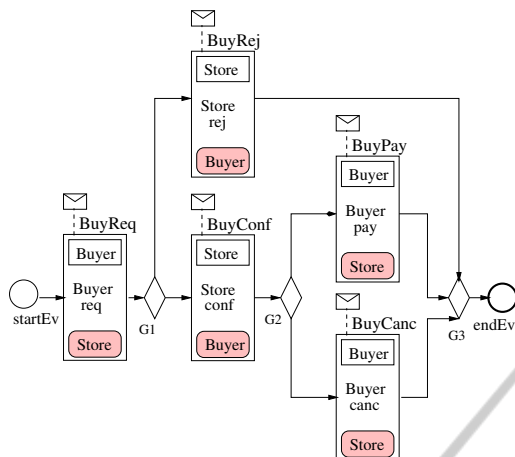 BuyRej
Store
Store
rej
Buyer
BuyPay
Buyer
Buyer
pay
Store
BuyReq
Buyer
Buyer
req
Store
BuyConf
Store
Store
conf
Buyer
startEv
G1
G2
BuyCanc
Buyer
Buyer
canc
Store
G3
endEv